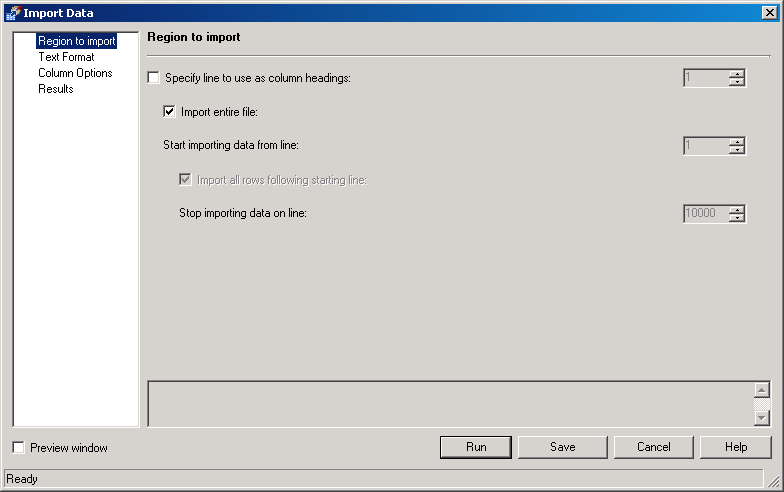 Import Data
Region to import
Text Format
Column Options
Results
Region to import
Specify line to use as column headings: 1
Import entire file:
Start importing data from line: 1
Import all rows following starting line:
Stop importing data on line: 10000
Preview window
Run Save Cancel Help
Ready